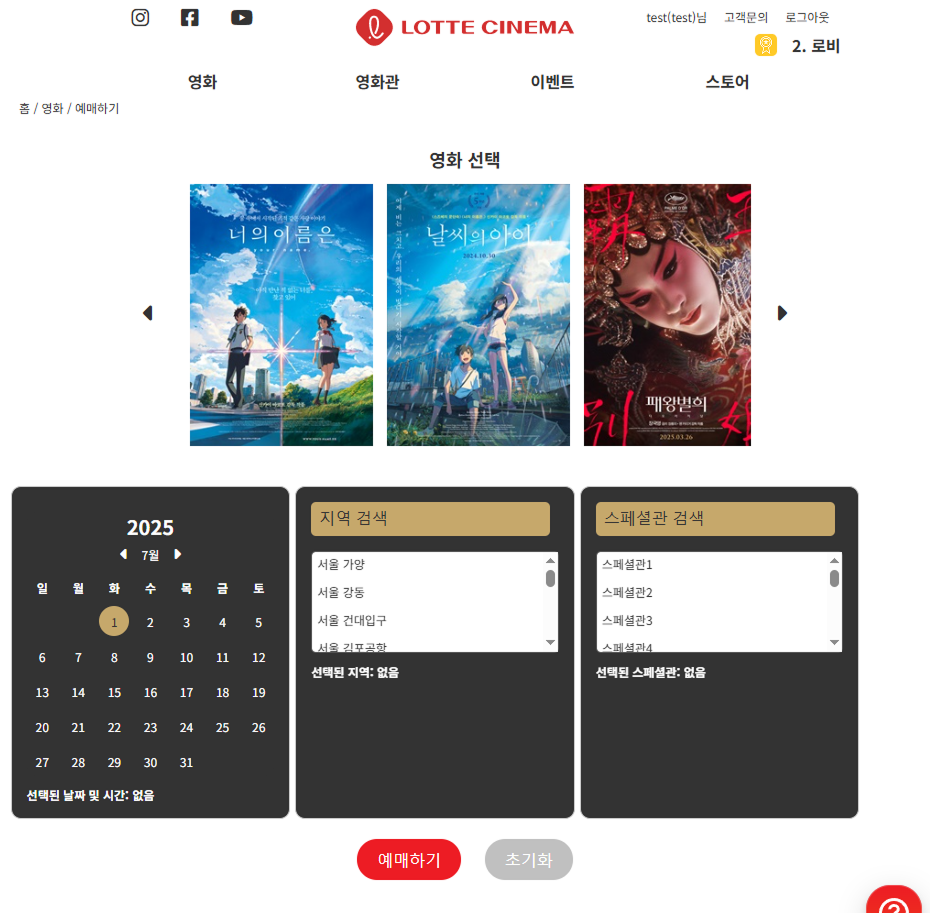 LOTTE CINEMA
test(test)님 고객문의 로그아웃
2. 로비
영화 영화관 이벤트 스토어
홈 / 영화 / 예매하기
영화 선택
너의 이름은
날씨의 아이
2024.10.30
패왕별희
2025.03.26
2025
7월
일 월 화 수 목 금 토
1 2 3 4 5
6 7 8 9 10 11 12
13 14 15 16 17 18 19
20 21 22 23 24 25 26
27 28 29 30 31
선택된 날짜 및 시간: 없음
지역 검색
서울 가양
서울 강동
서울 건대입구
서울 김포공항
선택된 지역: 없음
스페셜관 검색
스페셜관1
스페셜관2
스페셜관3
스페셜관4
선택된 스페셜관: 없음
예매하기 초기화